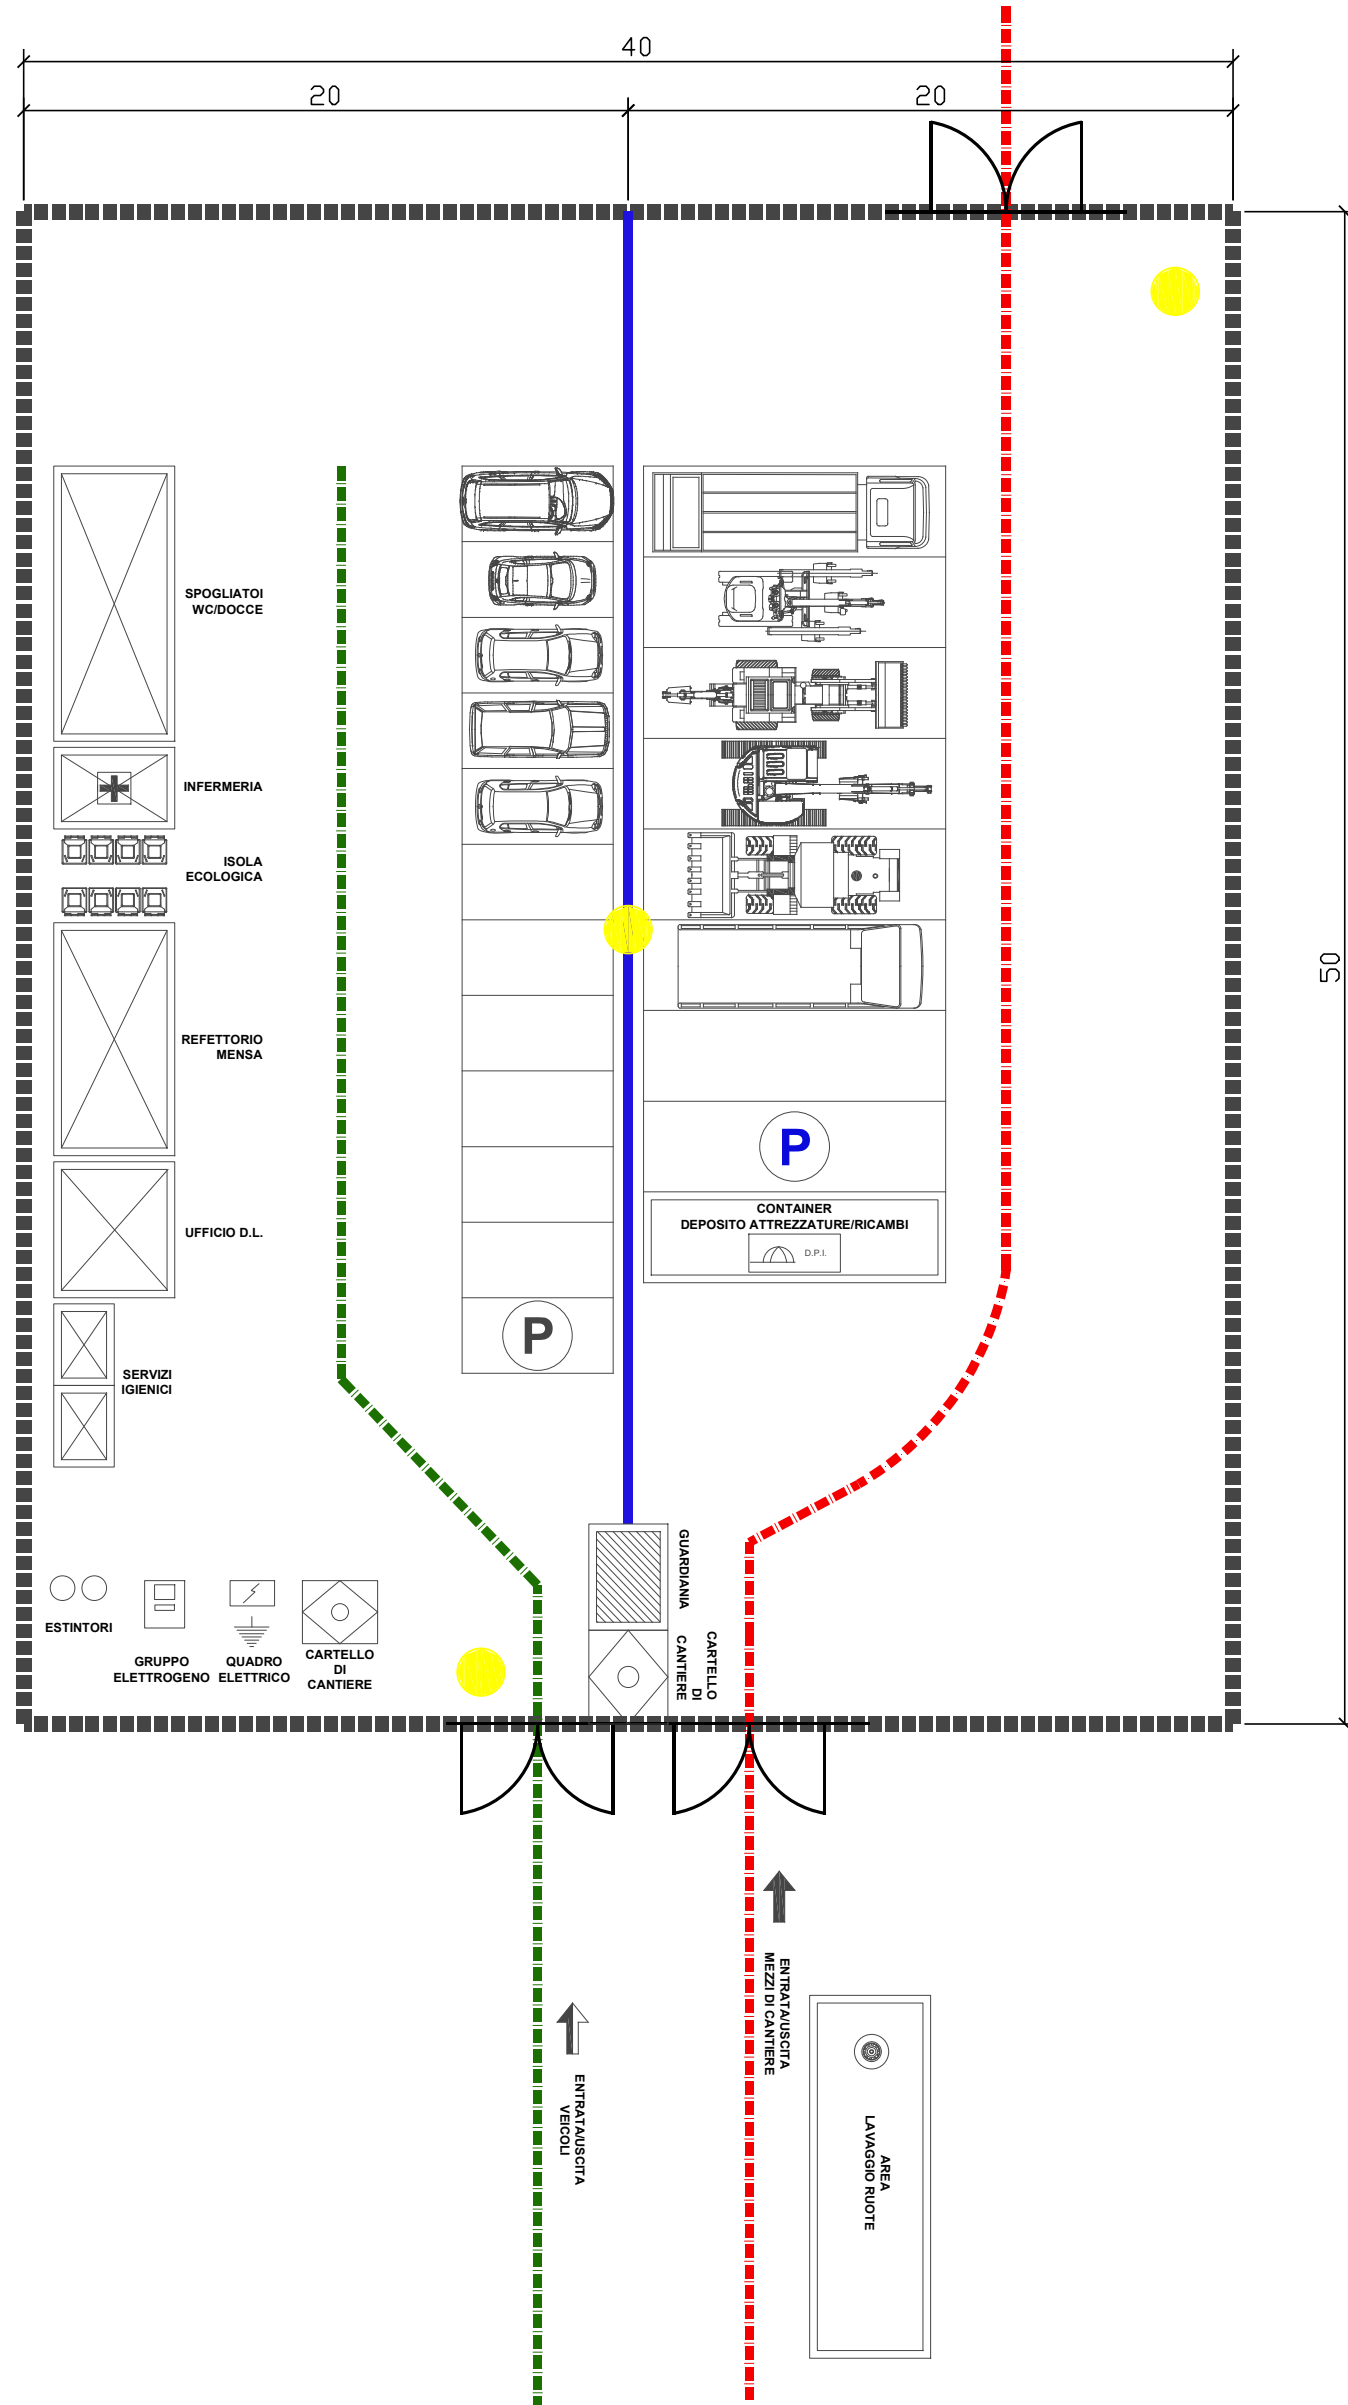 40
20
20
SPOGLIATOI
WC/DOCCE
INFERMERIA
ISOLA
ECOLOGICA
REFETTORIO
MENSA
50
P
CONTAINER
DEPOSITO ATTREZZATURE/RICAMBI
D.P.I.
UFFICIO D.L.
P
SERVIZI
IGIENICI
GUARDIANIA
ESTINTORI
GRUPPO
ELETTROGENO
QUADRO
ELETTRICO
CARTELLO
DI
CANTIERE
CARTELLO
DI
CANTIERE
ENTRATA/USCITA
MEZZI DI CANTIERE
ENTRATA/USCITA
VEICOLI
AREA
LAVAGGIO RUOTE